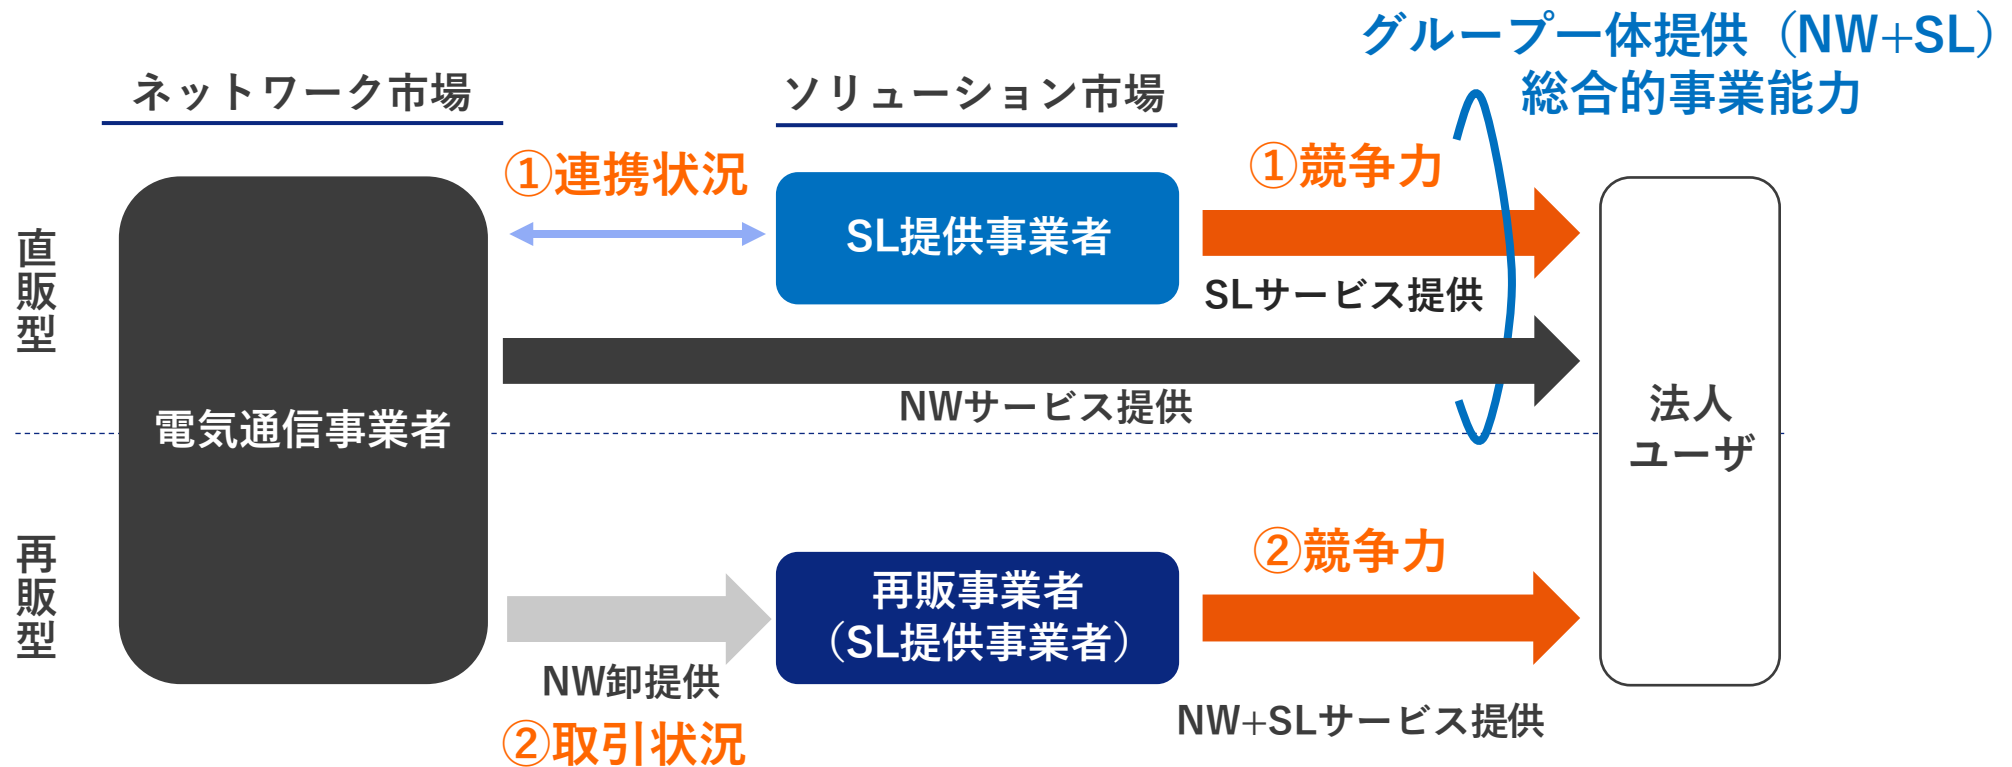 グループ一体提供（NW+SL）
総合的事業能力
ネットワーク市場
ソリューション市場
①連携状況
①競争力
直販型
SL提供事業者
SLサービス提供
NWサービス提供
電気通信事業者
法人
ユーザ
再販型
②競争力
再販事業者
（SL提供事業者）
NW卸提供
②取引状況
NW+SLサービス提供